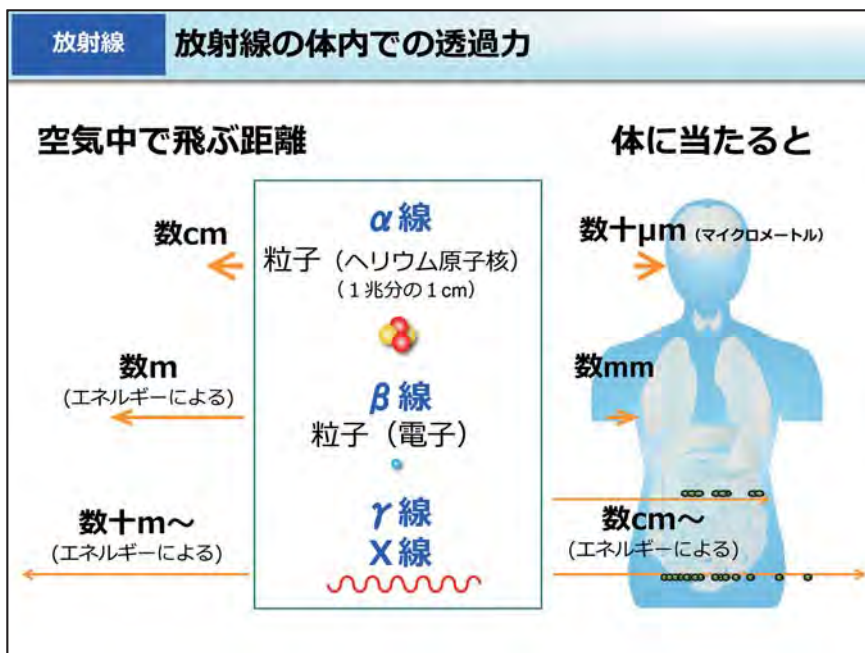 放射線
放射線の体内での透過力
空気中で飛ぶ距離
体に当たると
数cm
α線
粒子（ヘリウム原子核）
（１兆分の１cm）
数十μm（マイクロメートル）
数m
(エネルギーによる)
β線
粒子（電子）
数mm
数十m～
(エネルギーによる)
γ線
X線
数cm～
(エネルギーによる)